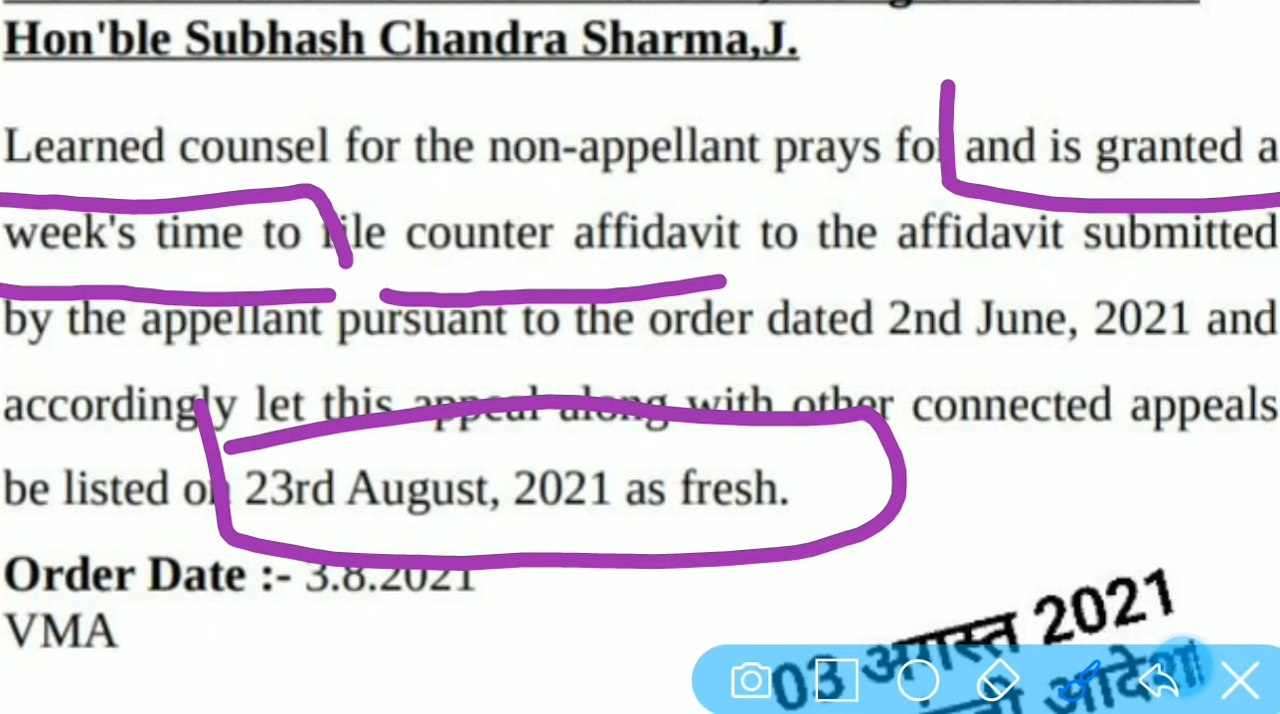 Hon'ble Subhash Chandra Sharma,J.
Learned counsel for the non-appellant prays for and is granted a
week's time to file counter affidavit to the affidavit submitted
by the appellant pursuant to the order dated 2nd June, 2021 and
accordingly let this appeal along with other connected appeals
be listed on 23rd August, 2021 as fresh.
Order Date :- 3.8.2021
VMA
03 अगस्त 2021
आदेश